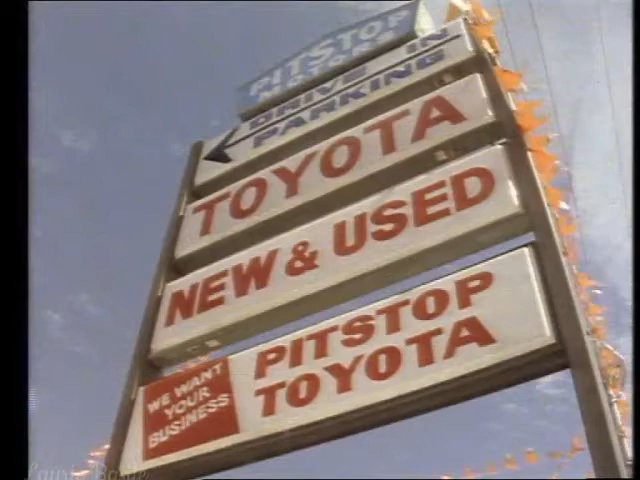 PITSTOP
MOTORS
DRIVE IN
PARKING
TOYOTA
NEW & USED
WE WANT
YOUR
BUSINESS
PITSTOP
TOYOTA